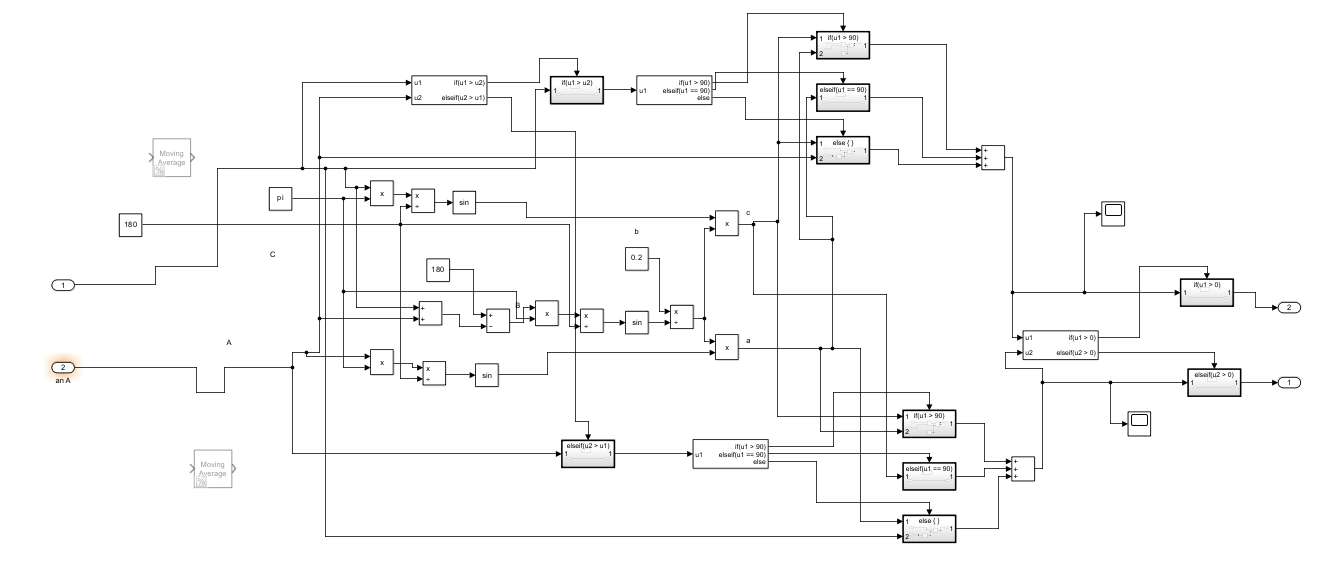 if(u1 > 90)
1
2
1
u1
u2
if(u1 > u2)
elseif(u2 > u1)
if(u1 > u2)
1
1
u1
if(u1 > 90)
elseif(u1 == 90)
else
elseif(u1 == 90)
1
1
else { }
1
2
1
+
+
+
Moving
Average
pi
x
x
÷
sin
180
x
c
b
0.2
C
180
1
+
+
+
−
B
x
x
÷
sin
x
÷
if(u1 > 0)
1
1
2
A
x
a
u1
u2
if(u1 > 0)
elseif(u2 > 0)
2
an A
x
x
÷
sin
elseif(u2 > 0)
1
1
1
if(u1 > 90)
1
2
1
elseif(u2 > u1)
1
1
u1
if(u1 > 90)
elseif(u1 == 90)
else
elseif(u1 == 90)
1
1
+
+
+
Moving
Average
else { }
1
2
1